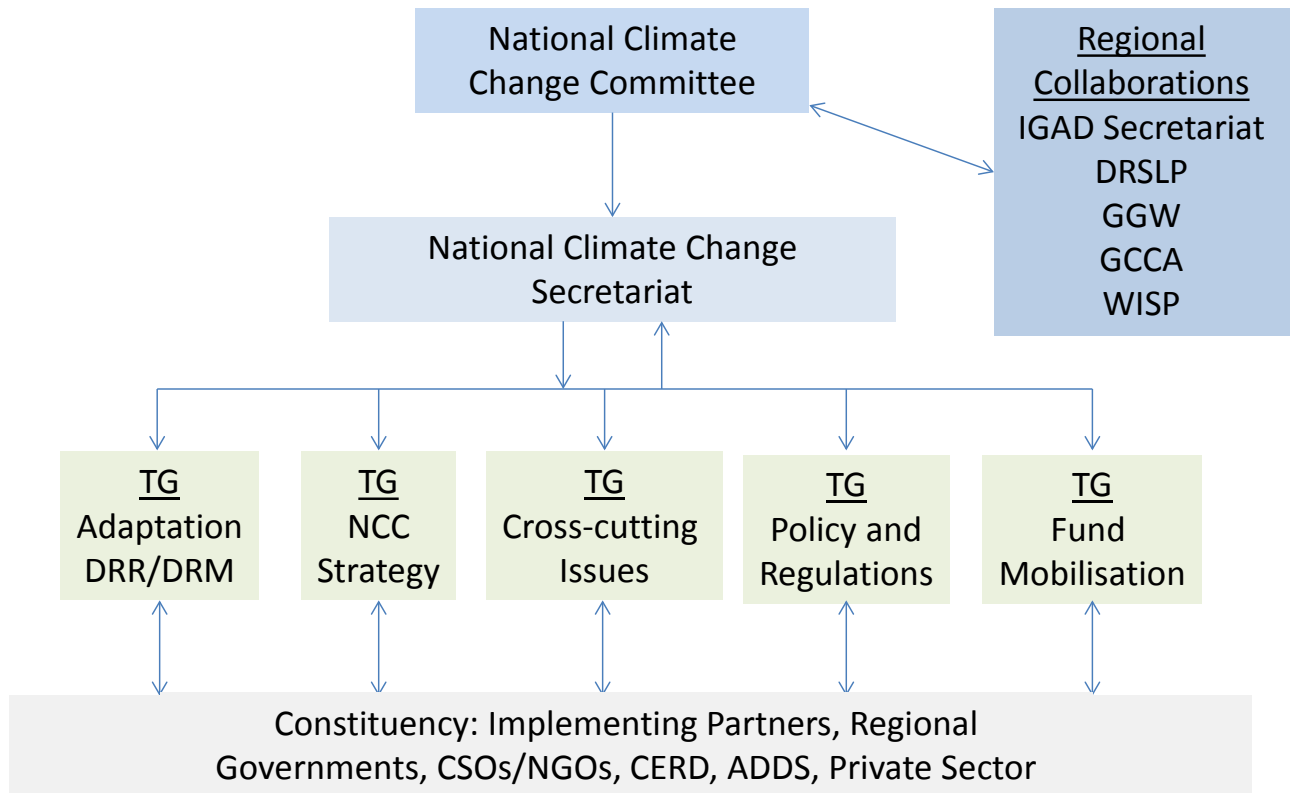 National Climate
Change Committee
Regional
Collaborations
IGAD Secretariat
DRSLP
GGW
GCCA
WISP
National Climate Change
Secretariat
TG
Adaptation
DRR/DRM
TG
NCC
Strategy
TG
Cross-cutting
Issues
TG
Policy and
Regulations
TG
Fund
Mobilisation
Constituency: Implementing Partners, Regional
Governments, CSOs/NGOs, CERD, ADDS, Private Sector